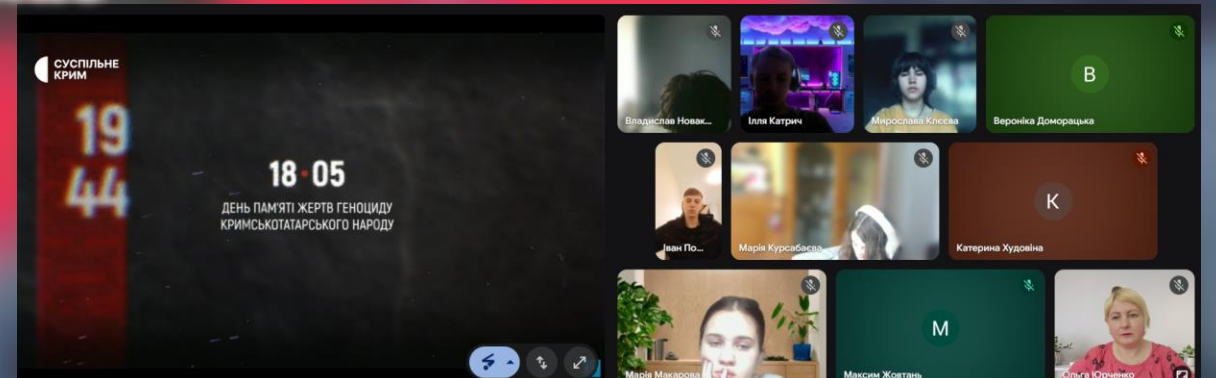 СУСПІЛЬНЕ
КРИМ
19
44
18•05
ДЕНЬ ПАМ'ЯТІ ЖЕРТВ ГЕНОЦИДУ
КРИМСЬКОТАТАРСЬКОГО НАРОДУ
Владислав Новак...
Ілля Катрич
Мирослава Клєєва
В
Вероніка Доморацька
Іван По...
Марія Курсабаєва
К
Катерина Худовіна
Марія Макарова
М
Максим Жовтань
Ольга Юрченко